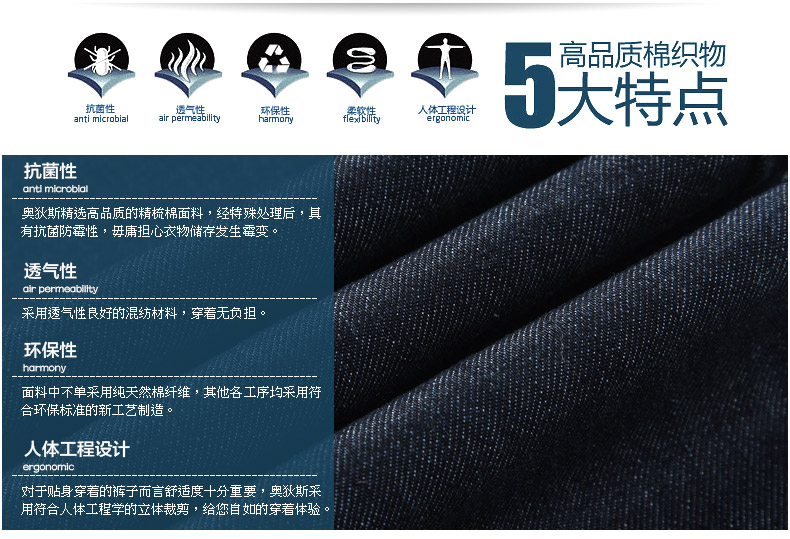 抗菌性
anti microbial
透气性
air permeability
环保性
harmony
柔软性
flexibility
人体工程设计
ergonomic
5
高品质棉织物
大特点
抗菌性
anti microbial
奥狄斯精选高品质的精梳棉面料，经特殊处理后，具
有抗菌防霉性，毋庸担心衣物储存发生霉变。
透气性
air permeability
采用透气性良好的混纺材料，穿着无负担。
环保性
harmony
面料中不单采用纯天然棉纤维，其他各工序均采用符
合环保标准的新工艺制造。
人体工程设计
ergonomic
对于贴身穿着的裤子而言舒适度十分重要，奥狄斯采
用符合人体工程学的立体裁剪，给您自如的穿着体验。